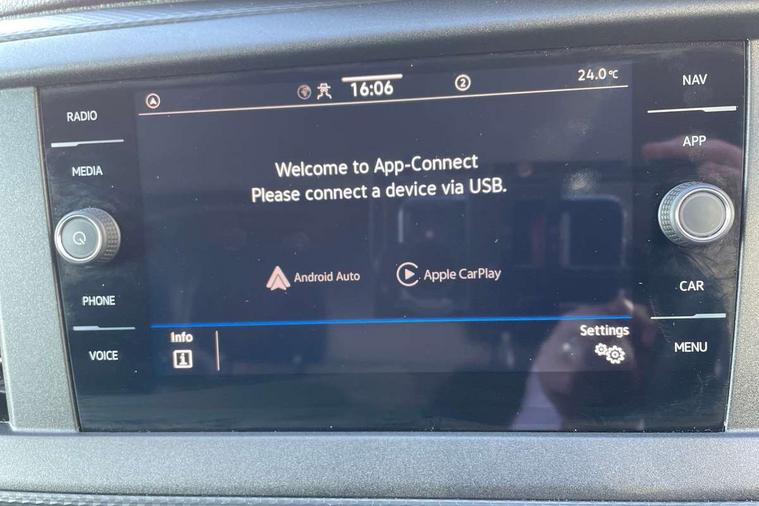 RADIO
MEDIA
PHONE
VOICE
16:06
2
24.0°C
Welcome to App-Connect
Please connect a device via USB.
Android Auto
Apple CarPlay
Info
i
Settings
NAV
APP
CAR
MENU